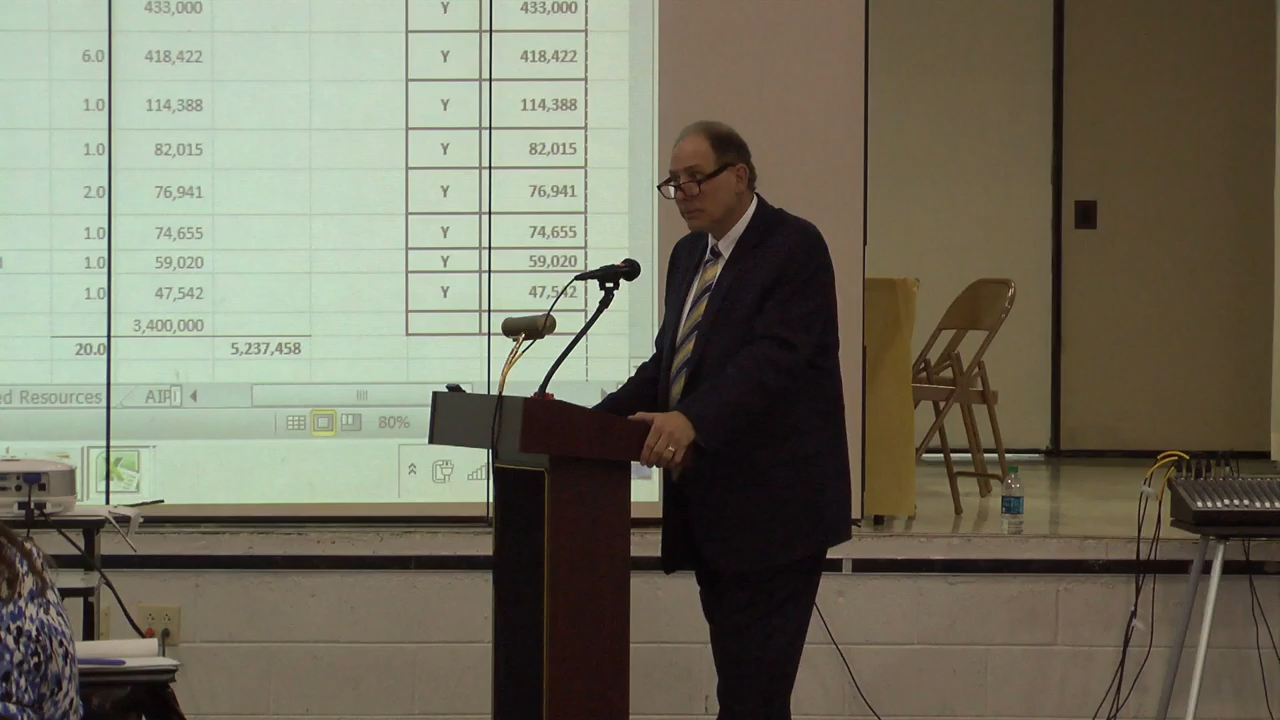 433,000 Y 433,000
6.0 418,422 Y 418,422
1.0 114,388 Y 114,388
1.0 82,015 Y 82,015
2.0 76,941 Y 76,941
1.0 74,655 Y 74,655
1.0 59,020 Y 59,020
1.0 47,542 Y 47,542
3,400,000
20.0 5,237,458
Resources AIPI
80%